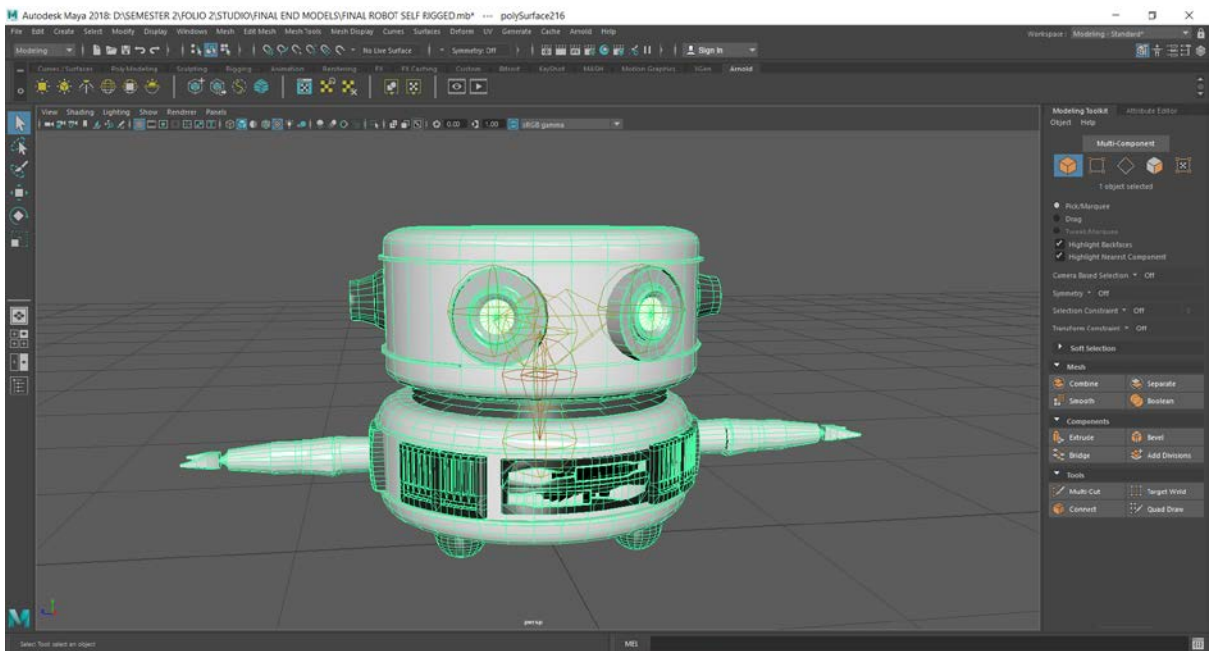 Autodesk Maya 2018: D:\SEMESTER 2\FOLIO 2\STUDIO\FINAL END MODELS\FINAL ROBOT SELF RIGGED.mb* --- polySurface216
File Edit Create Select Modify Display Windows Mesh Edit Mesh Mesh Tools Mesh Display Curves Surfaces Deform UV Generate Cache Arnold Help
Workspace: Modeling - Standard*
Modeling No Live Surface Symmetry: Off Sign In
Curves / Surfaces Poly Modeling Sculpting Rigging Animation Rendering FX FX Caching Custom Bifrost MASH Motion Graphics XGen Arnold
View Shading Lighting Show Renderer Panels
0.00 1.00 sRGB gamma
Modeling Toolkit Attribute Editor
Object Help
Multi-Component
1 object selected
Pick/Marquee
Drag
Tweak/Marquee
Highlight Backfaces
Highlight Nearest Component
Camera Based Selection Off
Symmetry Off
Selection Constraint Off
Transform Constraint Off
Soft Selection
Mesh
Combine Separate
Smooth Boolean
Components
Extrude Bevel
Bridge Add Divisions
Tools
Multi-Cut Target Weld
Connect Quad Draw
persp
Select Tool: select an object
MEL